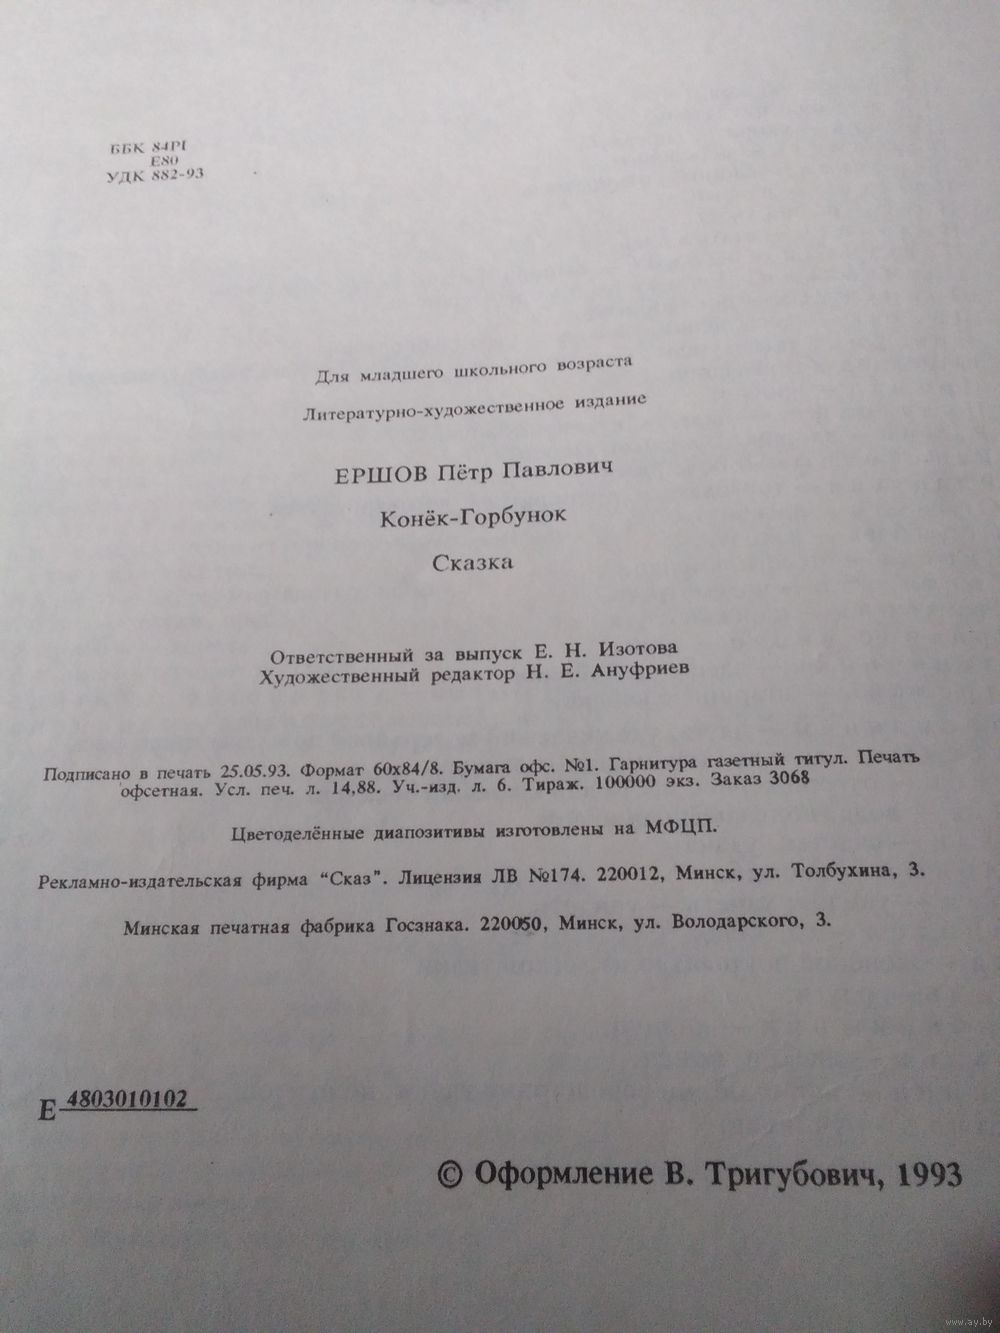 ББК 84Р1
Е80
УДК 882-93
Для младшего школьного возраста
Литературно-художественное издание
ЕРШОВ Пётр Павлович
Конёк-Горбунок
Сказка
Ответственный за выпуск Е. Н. Изотова
Художественный редактор Н. Е. Ануфриев
Подписано в печать 25.05.93. Формат 60х84/8. Бумага офс. №1. Гарнитура газетный титул. Печать
офсетная. Усл. печ. л. 14,88. Уч.-изд. л. 6. Тираж. 100000 экз. Заказ 3068
Цветоделённые диапозитивы изготовлены на МФЦП.
Рекламно-издательская фирма “Сказ”. Лицензия ЛВ №174. 220012, Минск, ул. Толбухина, 3.
Минская печатная фабрика Госзнака. 220050, Минск, ул. Володарского, 3.
Е 4803010102
© Оформление В. Тригубович, 1993
www.ay.by